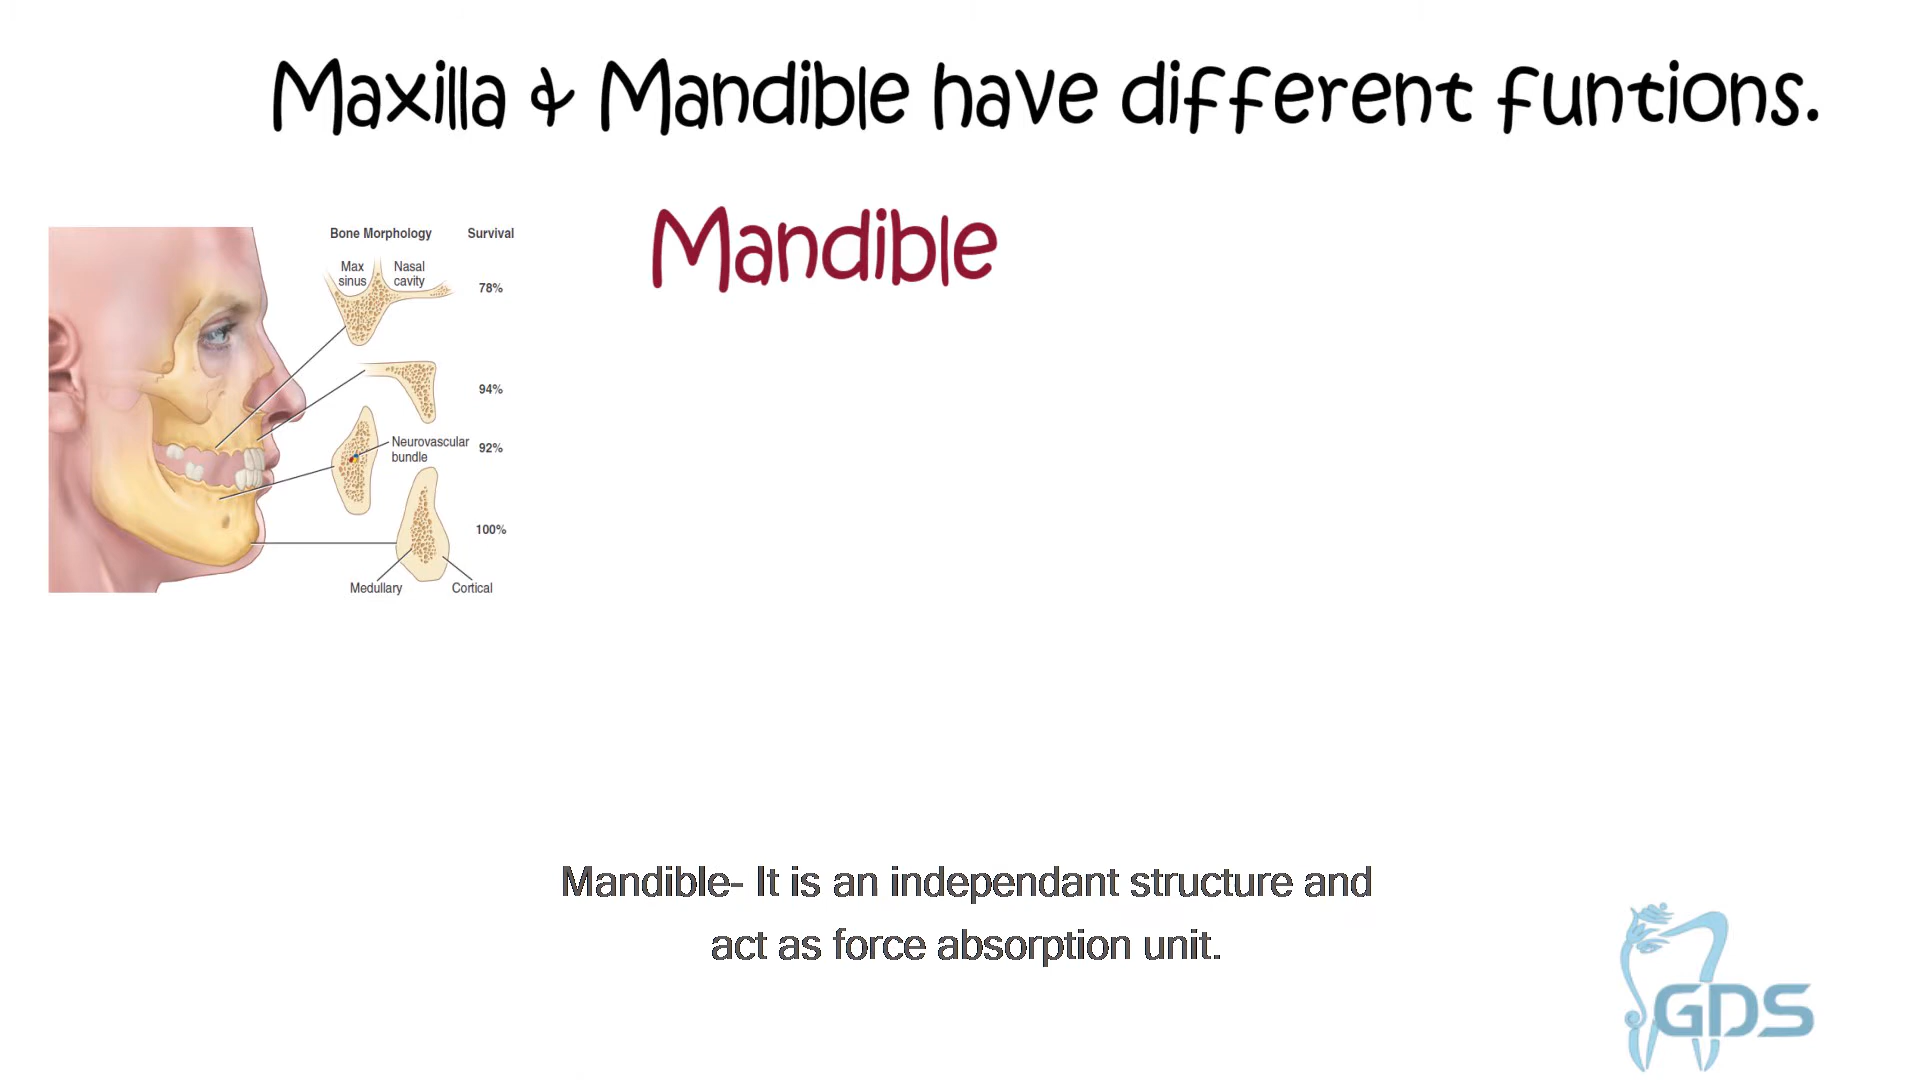 Maxilla & Mandible have different funtions.
Mandible
Bone Morphology Survival
Max sinus
Nasal cavity
78%
94%
Neurovascular bundle
92%
100%
Medullary Cortical
Mandible- It is an independant structure and
act as force absorption unit.
GDS